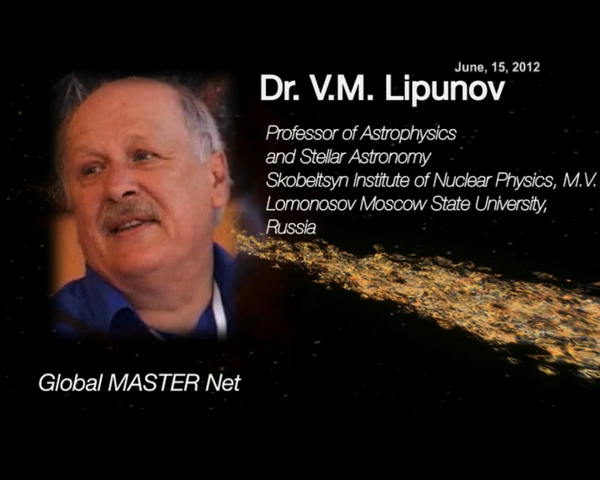 June, 15, 2012
Dr. V.M. Lipunov
Professor of Astrophysics
and Stellar Astronomy
Skobeltsyn Institute of Nuclear Physics, M.V.
Lomonosov Moscow State University,
Russia
Global MASTER Net